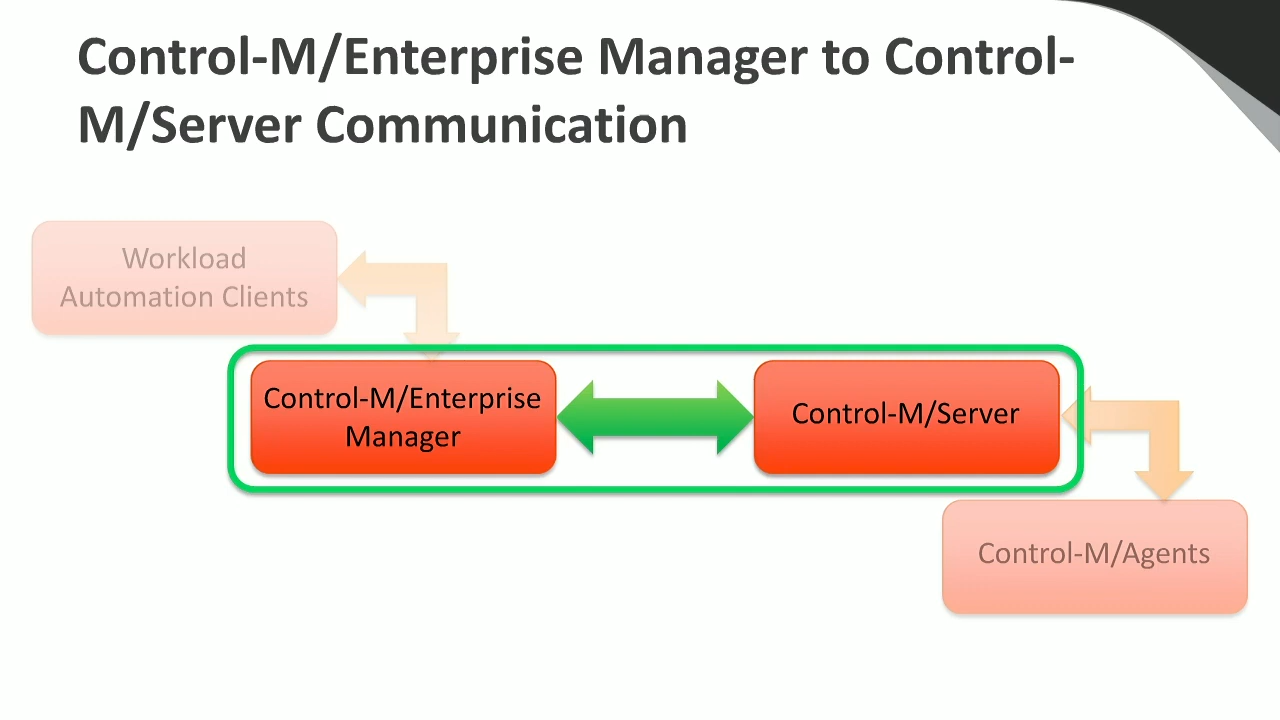 Control-M/Enterprise Manager to Control-
M/Server Communication
Workload
Automation Clients
Control-M/Enterprise
Manager
Control-M/Server
Control-M/Agents